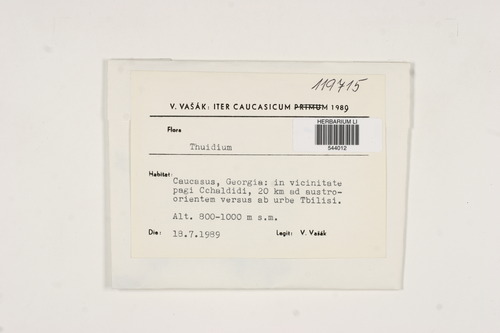 119715
V. VAŠÁK: ITER CAUCASICUM PRIMUM 1989
HERBARIUM LI
544012
Flora
Thuidium
Habitat:
Caucasus, Georgia: in vicinitate
pagi Cchaldidi, 20 km ad austro-
orientem versus ab urbe Tbilisi.
Alt. 800-1000 m s.m.
Die: 18.7.1989 Legit: V. Vašák